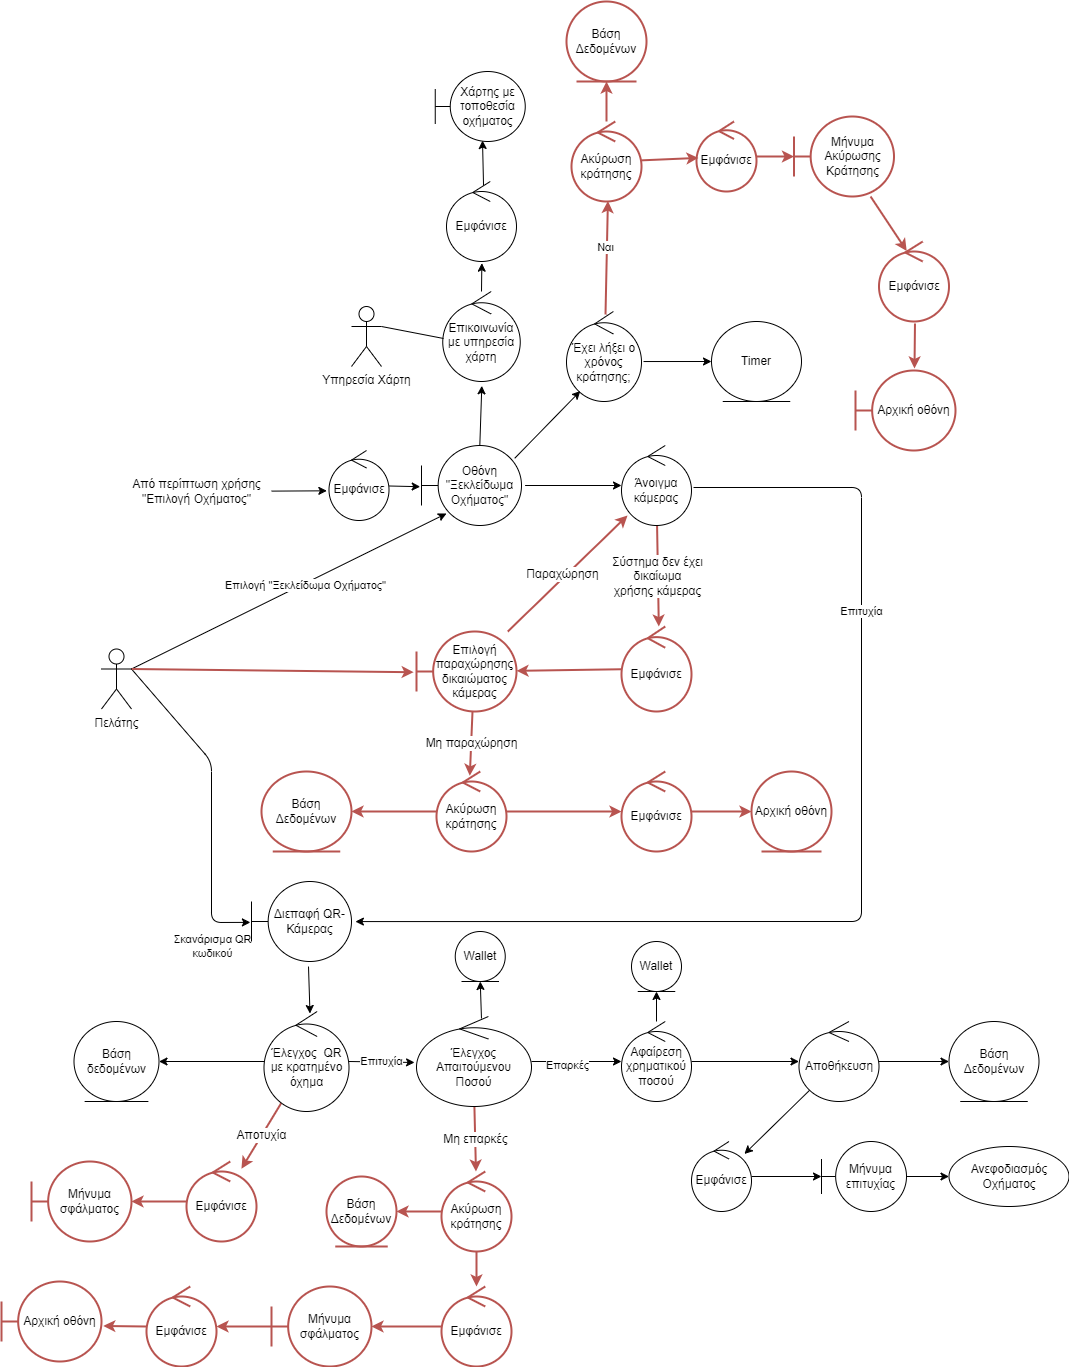 Βάση
Δεδομένων
Χάρτης με
τοποθεσία
οχήματος
Ακύρωση
κράτησης
Εμφάνισε
Μήνυμα
Ακύρωσης
Κράτησης
Εμφάνισε
Ναι
Εμφάνισε
Επικοινωνία
με υπηρεσία
χάρτη
Υπηρεσία Χάρτη
Έχει λήξει ο
χρόνος
κράτησης;
Timer
Αρχική οθόνη
Από περίπτωση χρήσης
"Επιλογή Οχήματος"
Εμφάνισε
Οθόνη
"Ξεκλείδωμα
Οχήματος"
Άνοιγμα
κάμερας
Παραχώρηση
Σύστημα δεν έχει
δικαίωμα
χρήσης κάμερας
Επιλογή "Ξεκλείδωμα Οχήματος"
Επιτυχία
Επιλογή
παραχώρησης
δικαιώματος
κάμερας
Εμφάνισε
Πελάτης
Μη παραχώρηση
Βάση
Δεδομένων
Ακύρωση
κράτησης
Εμφάνισε
Αρχική οθόνη
Διεπαφή QR-
Κάμερας
Σκανάρισμα QR
κωδικού
Wallet
Wallet
Βάση
δεδομένων
Έλεγχος QR
με κρατημένο
όχημα
Επιτυχία
Έλεγχος
Απαιτούμενου
Ποσού
Επαρκές
Αφαίρεση
χρηματικού
ποσού
Αποθήκευση
Βάση
Δεδομένων
Αποτυχία
Μη επαρκές
Μήνυμα
σφάλματος
Εμφάνισε
Βάση
Δεδομένων
Ακύρωση
κράτησης
Εμφάνισε
Μήνυμα
επιτυχίας
Ανεφοδιασμός
Οχήματος
Αρχική οθόνη
Εμφάνισε
Μήνυμα
σφάλματος
Εμφάνισε